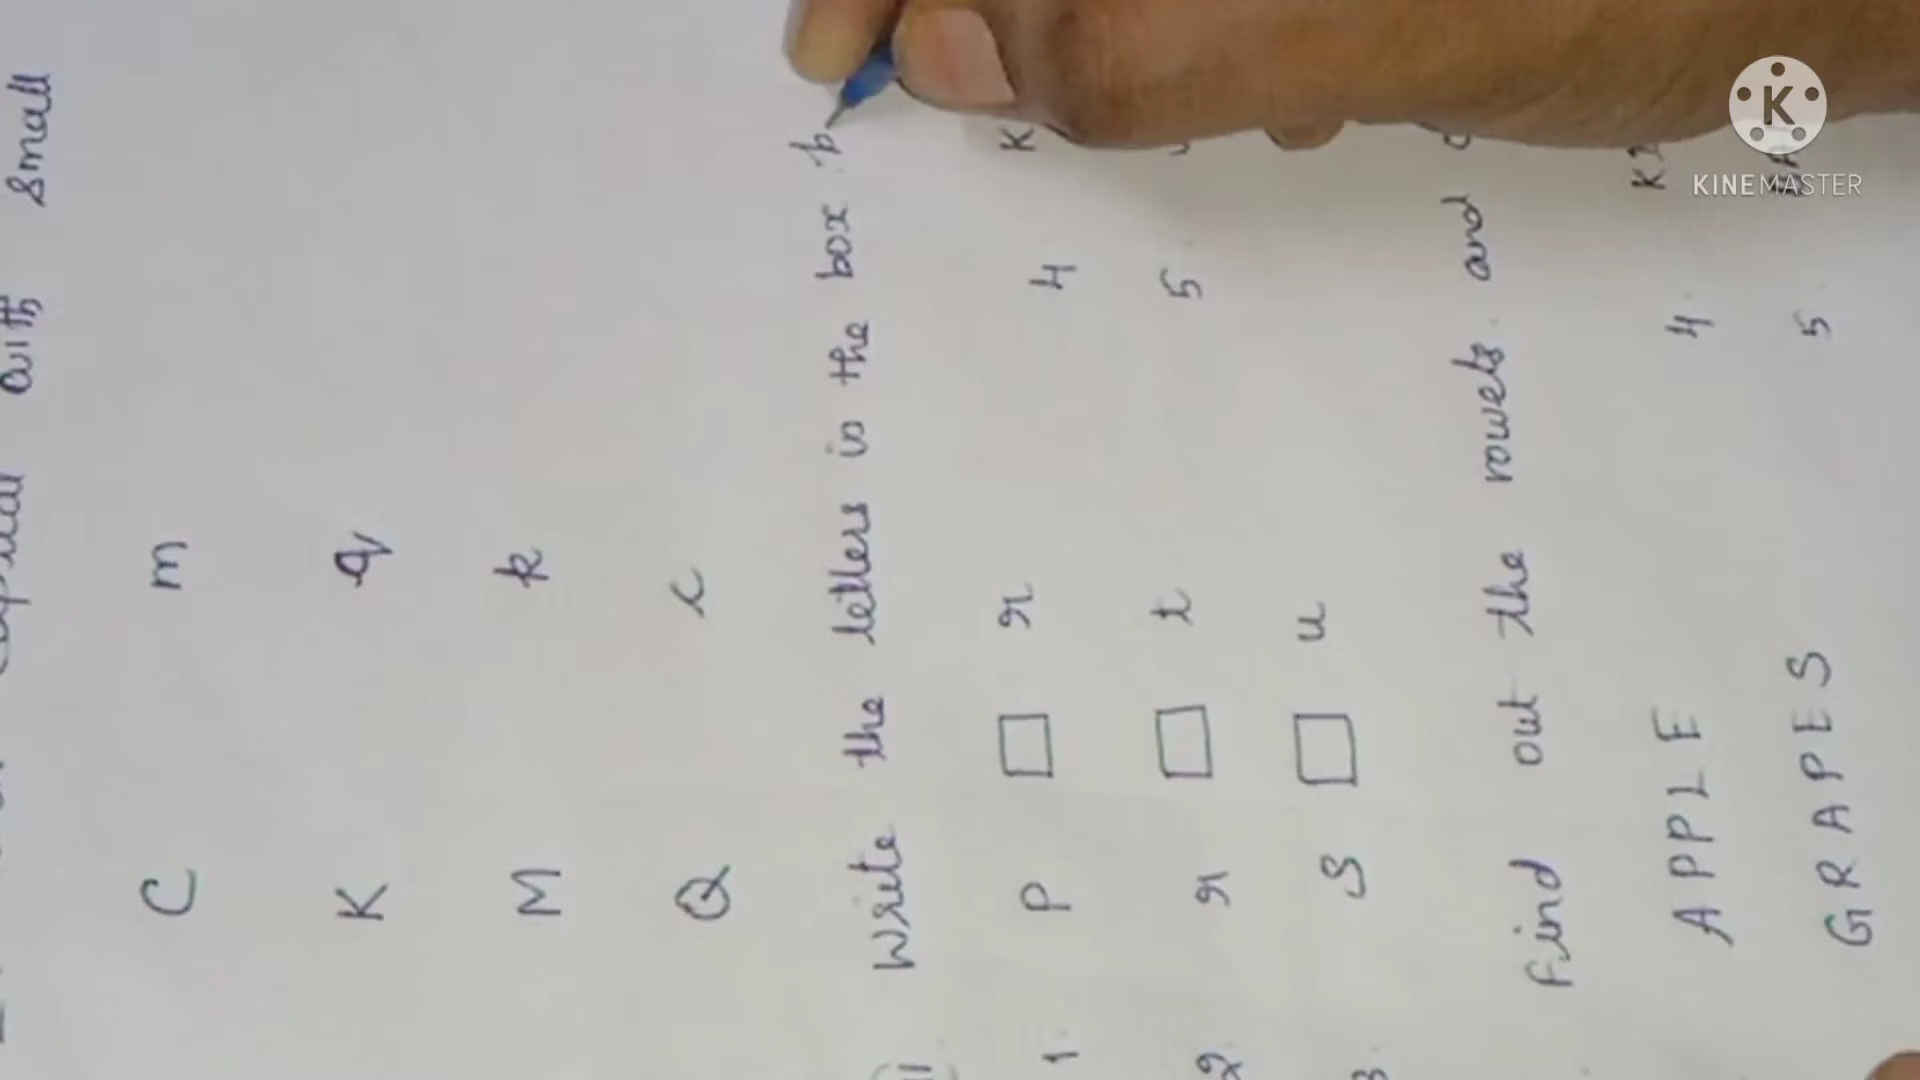 with small
C m
K q
M k
Q c
Write the letters in the box b
1 P □ r 4 K
2 r □ t 5
3 S □ u
Find out the vowels and
APPLE 4
GRAPES 5
K
KINEMASTER